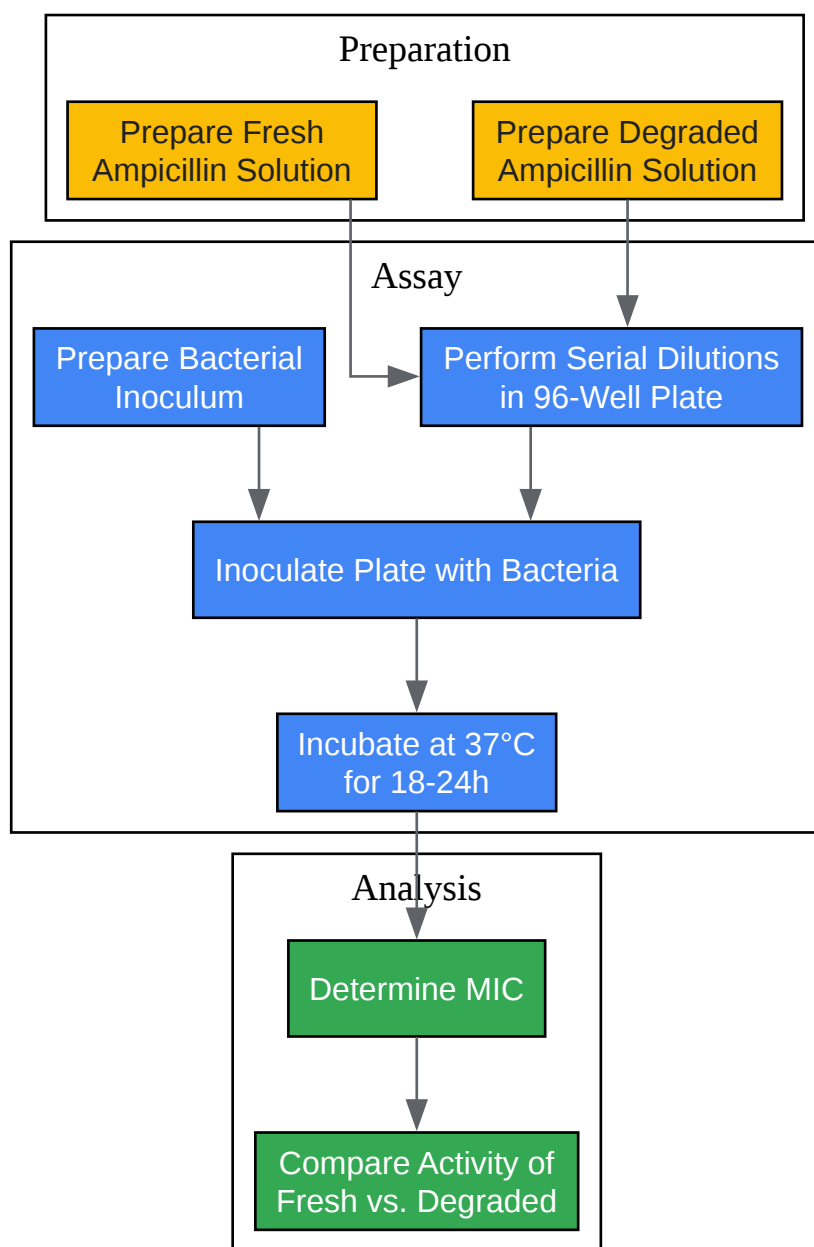 Preparation
Prepare Fresh
Ampicillin Solution
Prepare Degraded
Ampicillin Solution
Assay
Prepare Bacterial
Inoculum
Perform Serial Dilutions
in 96-Well Plate
Inoculate Plate with Bacteria
Incubate at 37°C
for 18-24h
Analysis
Determine MIC
Compare Activity of
Fresh vs. Degraded